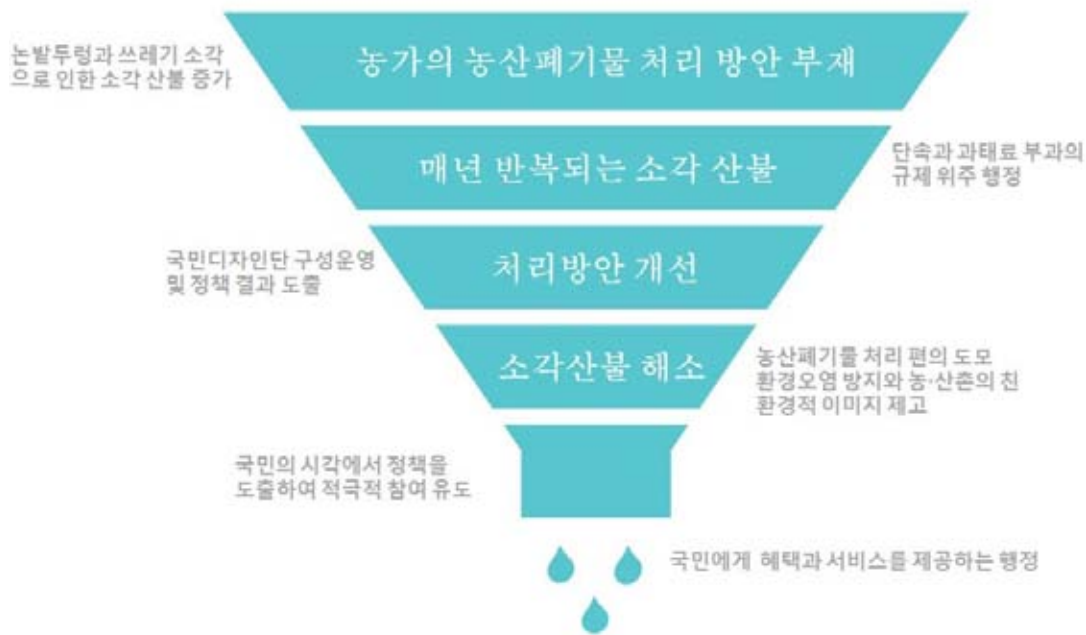 논밭두렁과 쓰레기 소각
으로 인한 소각 산불 증가
농가의 농산폐기물 처리 방안 부재
매년 반복되는 소각 산불
단속과 과태료 부과의
규제 위주 행정
국민디자인단 구성운영
및 정책 결과 도출
처리방안 개선
소각산불 해소
농산폐기물 처리 편의 도모
환경오염 방지와 농·산촌의 친
환경적 이미지 제고
국민의 시각에서 정책을
도출하여 적극적 참여 유도
국민에게 혜택과 서비스를 제공하는 행정